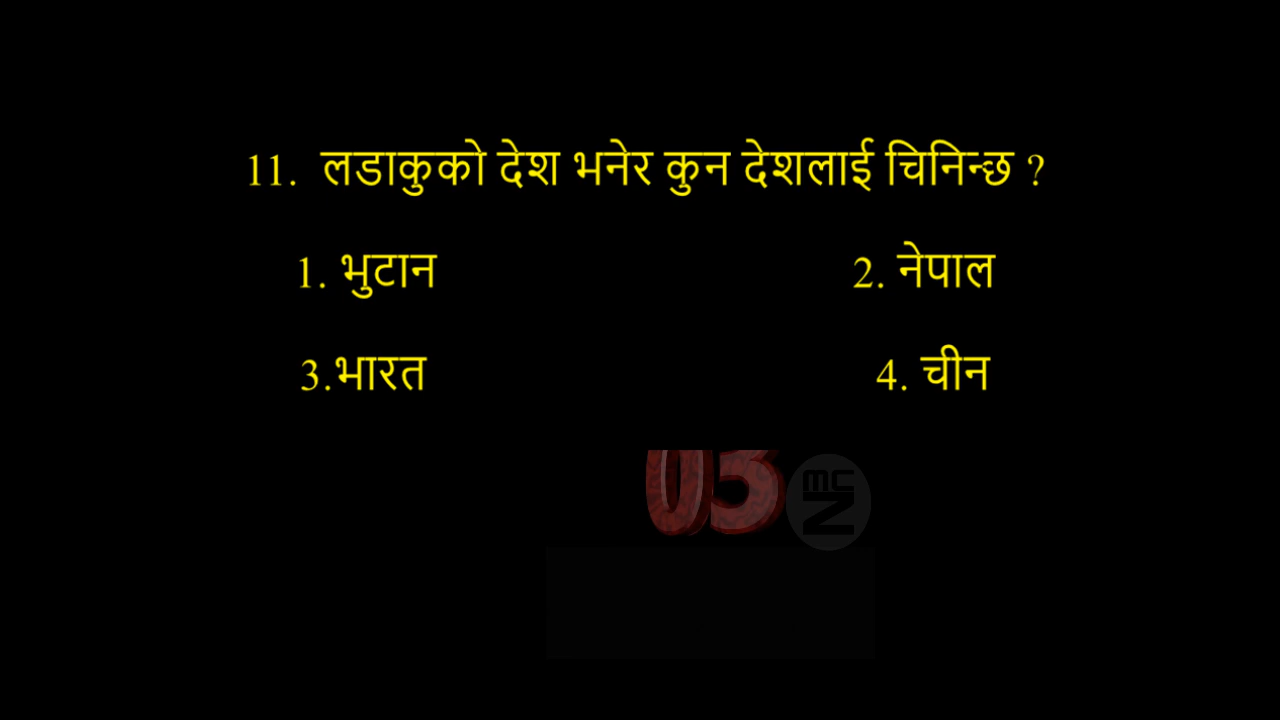 11. लडाकुको देश भनेर कुन देशलाई चिनिन्छ ?
1. भुटान 2. नेपाल
3.भारत 4. चीन
03